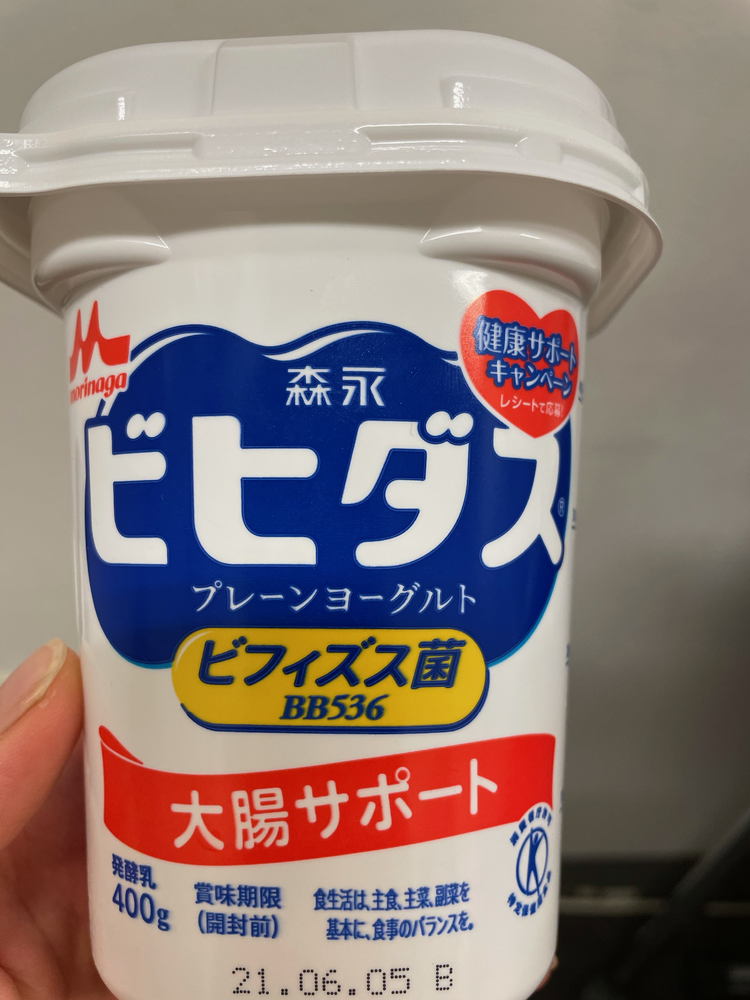 morinaga
健康サポート
キャンペーン
レシートで応募!
森永
ビヒダス
プレーンヨーグルト
ビフィズス菌
BB536
大腸サポート
発酵乳
400g
賞味期限
(開封前)
食生活は、主食、主菜、副菜を
基本に、食事のバランスを。
21.06.05 B